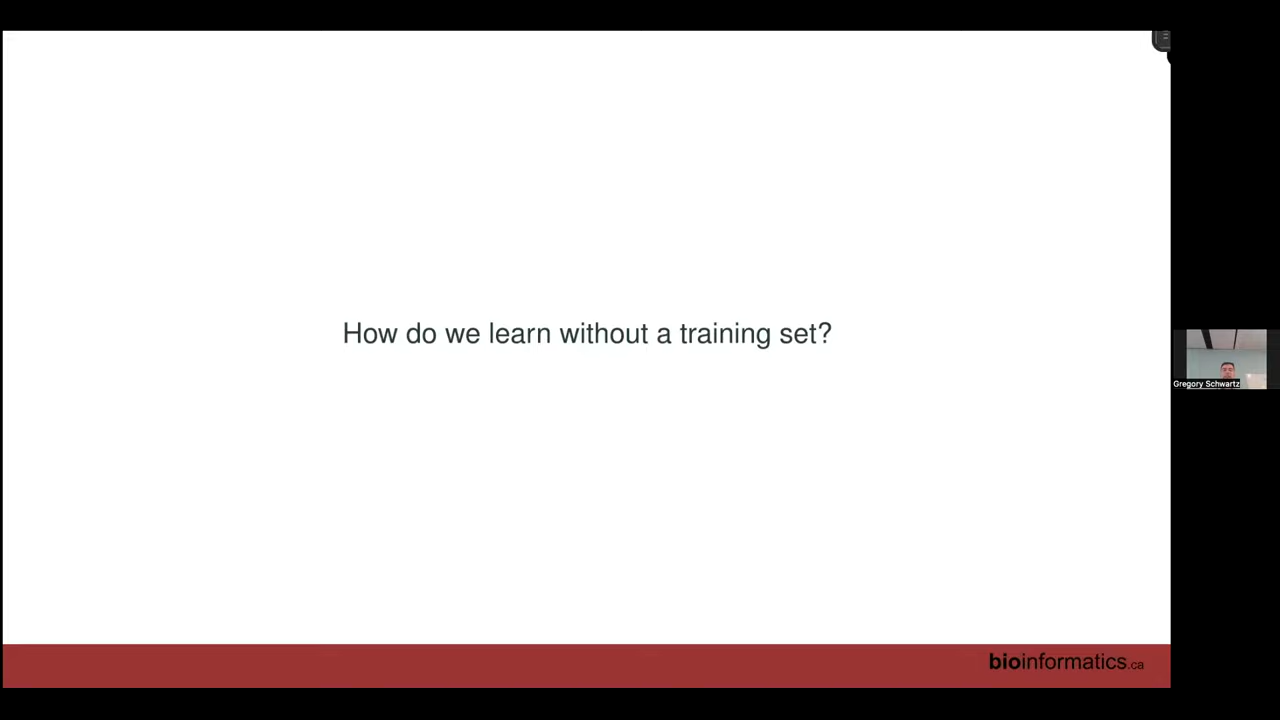 How do we learn without a training set?
Gregory Schwartz
bioinformatics.ca